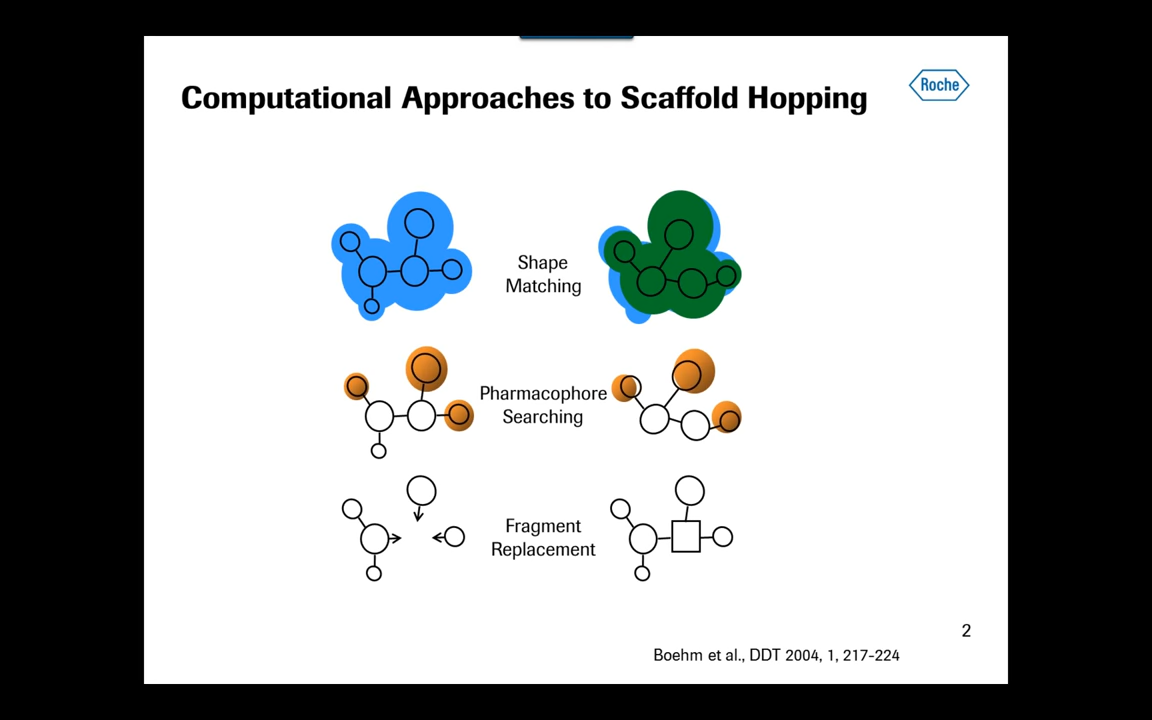 Computational Approaches to Scaffold Hopping
Roche
Shape
Matching
Pharmacophore
Searching
Fragment
Replacement
2
Boehm et al., DDT 2004, 1, 217-224